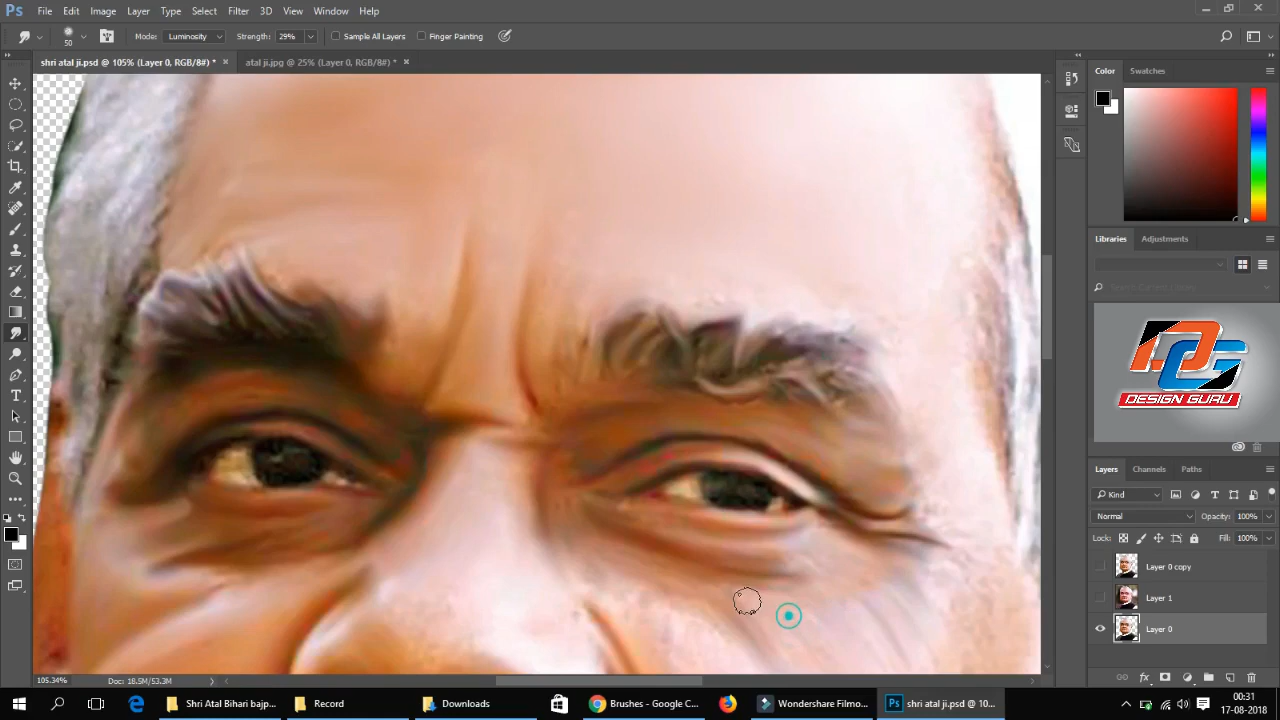 Ps File Edit Image Layer Type Select Filter 3D View Window Help
50 Mode: Luminosity Strength: 29% Sample All Layers Finger Painting
shri atal ji.psd @ 105% (Layer 0, RGB/8#) * × atal ji.jpg @ 25% (Layer 0, RGB/8#) * ×
Color Swatches
Libraries Adjustments
DESIGN GURU
Layers Channels Paths
Kind
Normal Opacity: 100%
Lock: Fill: 100%
Layer 0 copy
Layer 1
Layer 0
105.34% Doc: 18.5M/53.3M
Shri Atal Bihari bajp... Record Downloads Brushes - Google C... Wondershare Filmo... Ps shri atal ji.psd @ 10...
00:31
17-08-2018